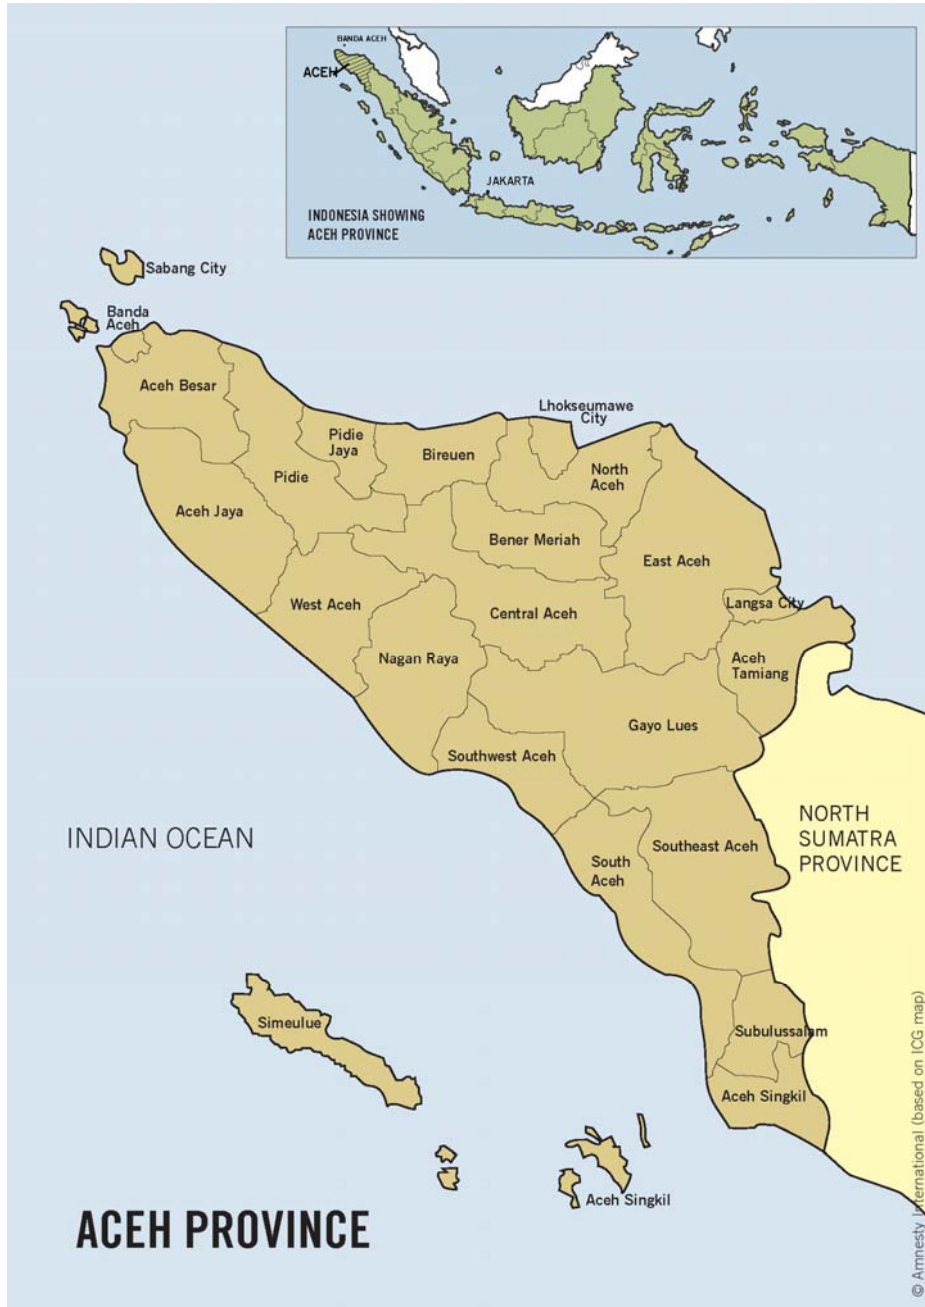 BANDA ACEH
ACEH
JAKARTA
INDONESIA SHOWING
ACEH PROVINCE
Sabang City
Banda
Aceh
Aceh Besar
Lhokseumawe
City
Pidie
Jaya
Bireuen
Pidie
North
Aceh
Aceh Jaya
Bener Meriah
East Aceh
West Aceh
Central Aceh
Langsa City
Nagan Raya
Aceh
Tamiang
Gayo Lues
Southwest Aceh
INDIAN OCEAN
NORTH
SUMATRA
PROVINCE
South
Aceh
Southeast Aceh
Simeulue
Subulussalam
Aceh Singkil
Aceh Singkil
ACEH PROVINCE
© Amnesty International (based on ICG map)